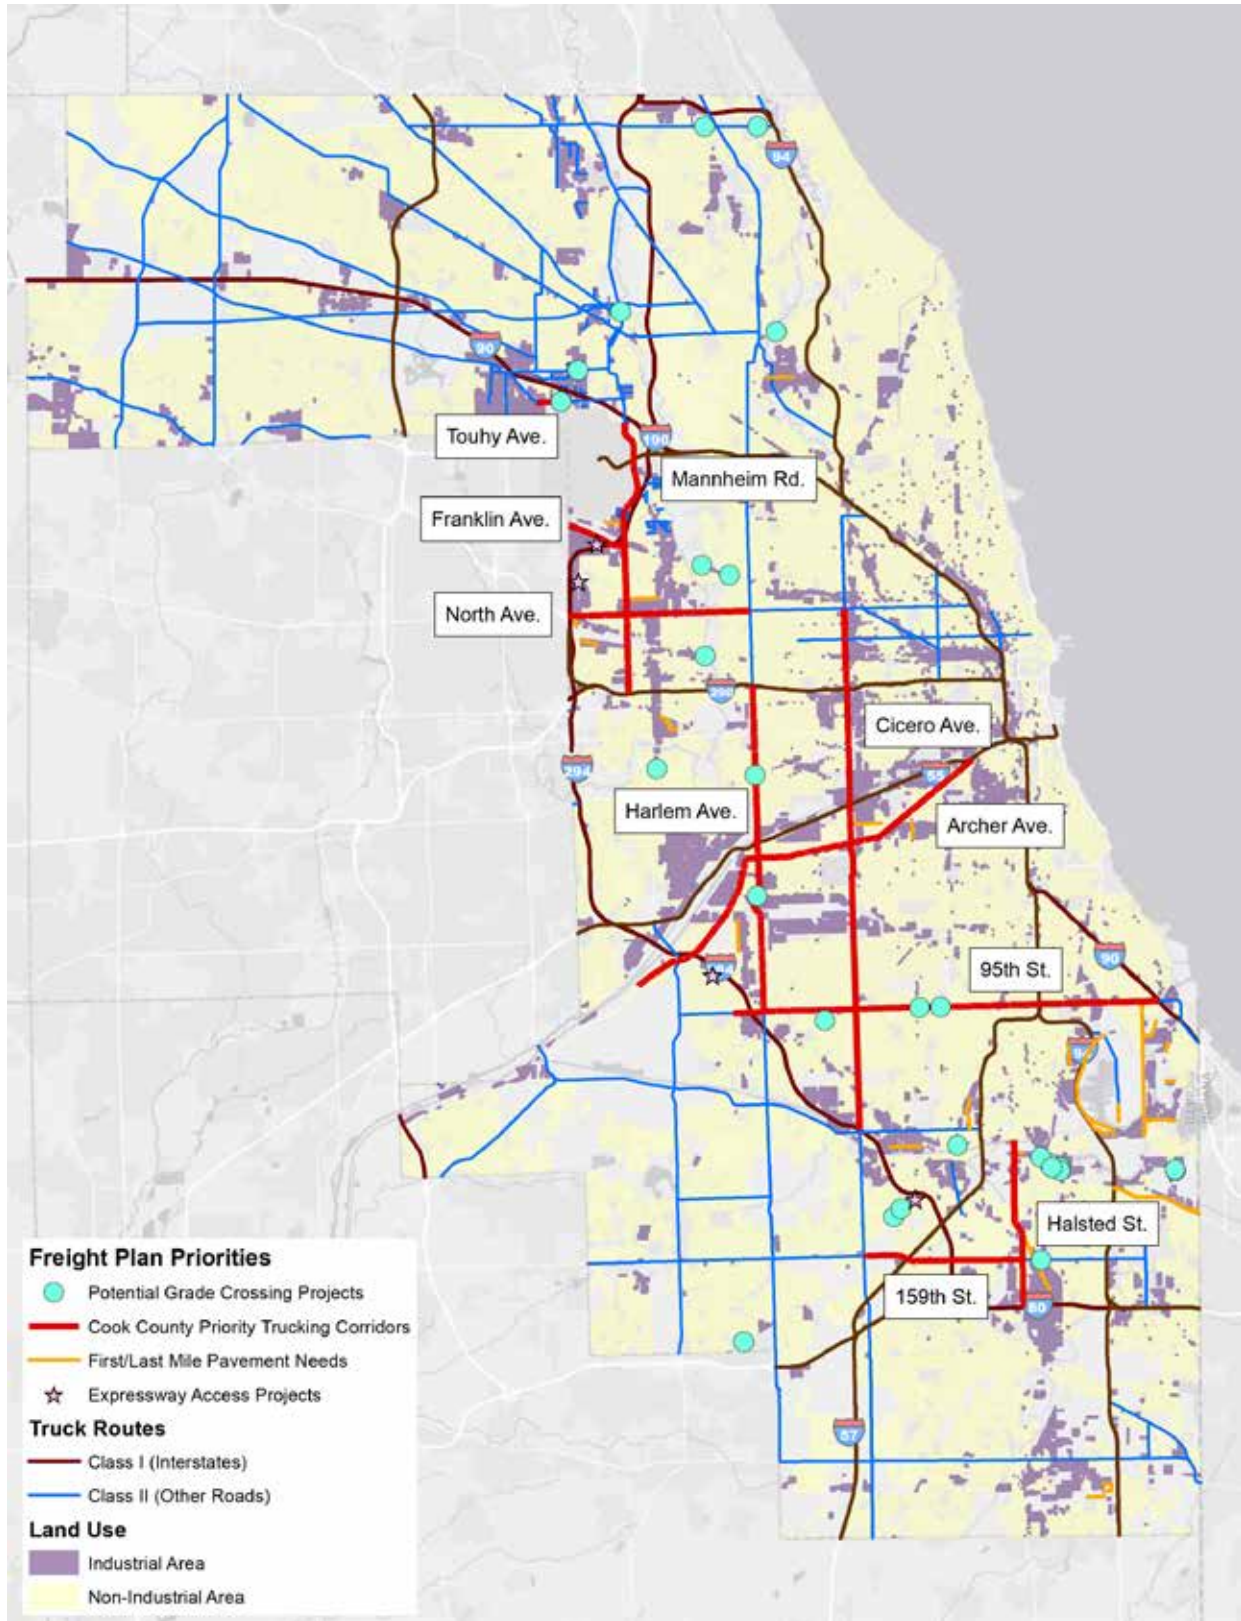 94
90
Touhy Ave.
190
Mannheim Rd.
Franklin Ave.
North Ave.
290
Cicero Ave.
294
55
Harlem Ave.
Archer Ave.
95th St.
90
Halsted St.
159th St.
80
57
Freight Plan Priorities
Potential Grade Crossing Projects
Cook County Priority Trucking Corridors
First/Last Mile Pavement Needs
Expressway Access Projects
Truck Routes
Class I (Interstates)
Class II (Other Roads)
Land Use
Industrial Area
Non-Industrial Area